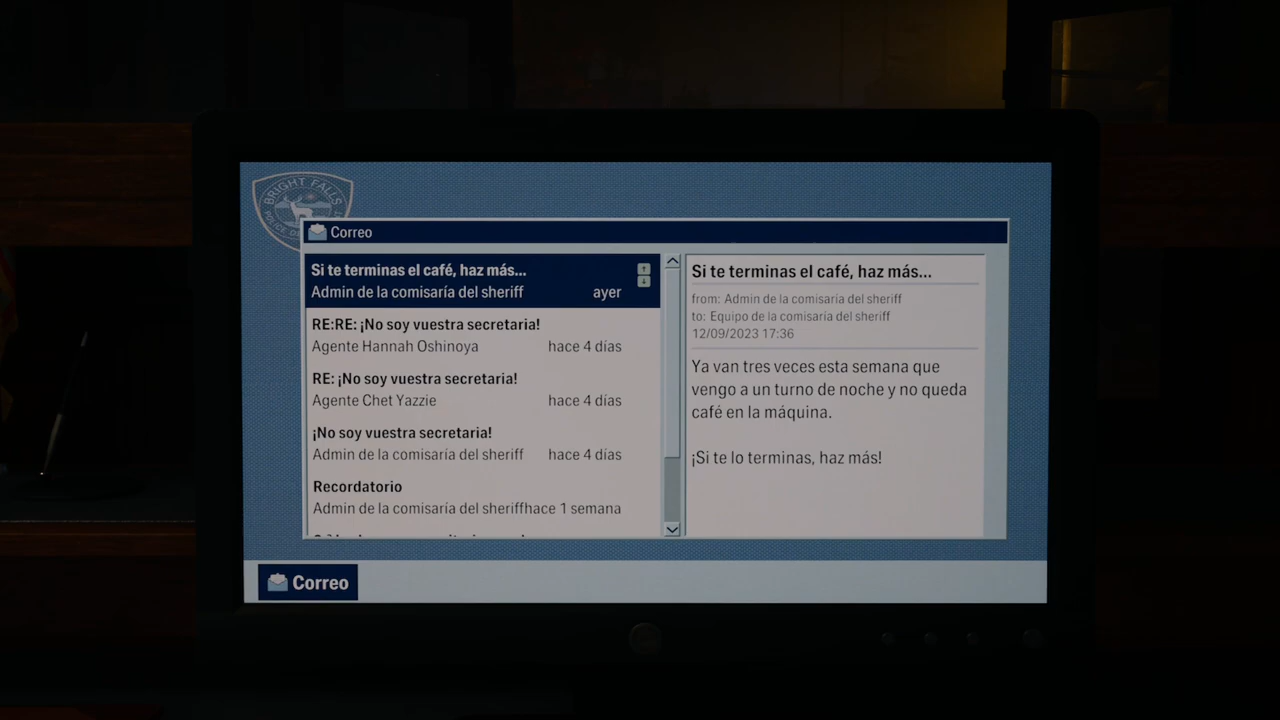 BRIGHT FALLS
Correo
Si te terminas el café, haz más...
Admin de la comisaría del sheriff ayer
RE:RE: ¡No soy vuestra secretaria!
Agente Hannah Oshinoya hace 4 días
RE: ¡No soy vuestra secretaria!
Agente Chet Yazzie hace 4 días
¡No soy vuestra secretaria!
Admin de la comisaría del sheriff hace 4 días
Recordatorio
Admin de la comisaría del sheriffhace 1 semana
Si te terminas el café, haz más...
from: Admin de la comisaría del sheriff
to: Equipo de la comisaría del sheriff
12/09/2023 17:36
Ya van tres veces esta semana que
vengo a un turno de noche y no queda
café en la máquina.
¡Si te lo terminas, haz más!
Correo